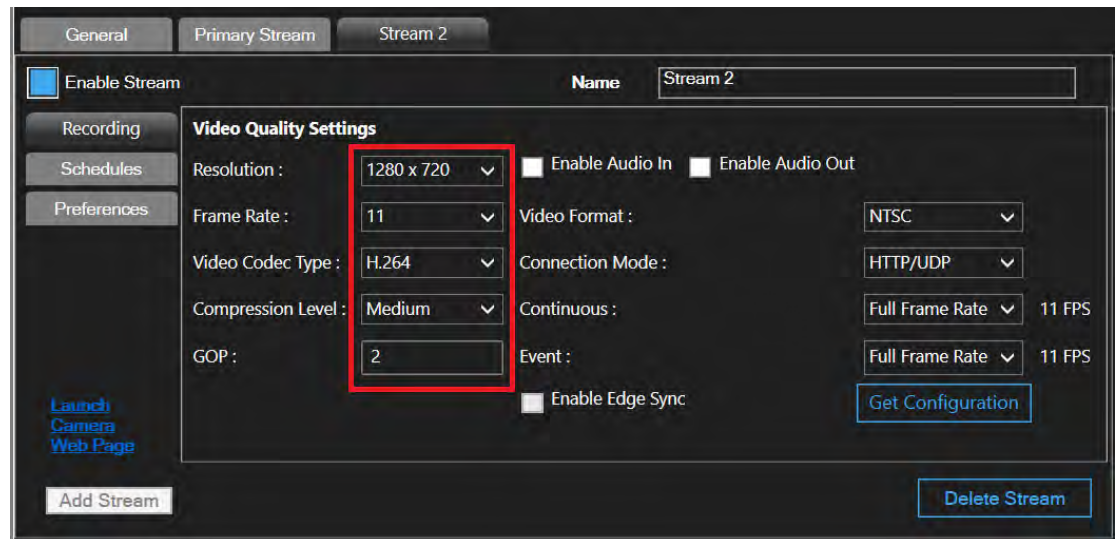 General Primary Stream Stream 2
Enable Stream Name Stream 2
Recording Video Quality Settings
Schedules Resolution : 1280 x 720 Enable Audio In Enable Audio Out
Preferences Frame Rate : 11 Video Format : NTSC
Video Codec Type : H.264 Connection Mode : HTTP/UDP
Compression Level : Medium Continuous : Full Frame Rate 11 FPS
GOP : 2 Event : Full Frame Rate 11 FPS
Enable Edge Sync Get Configuration
Launch
Camera
Web Page
Add Stream Delete Stream